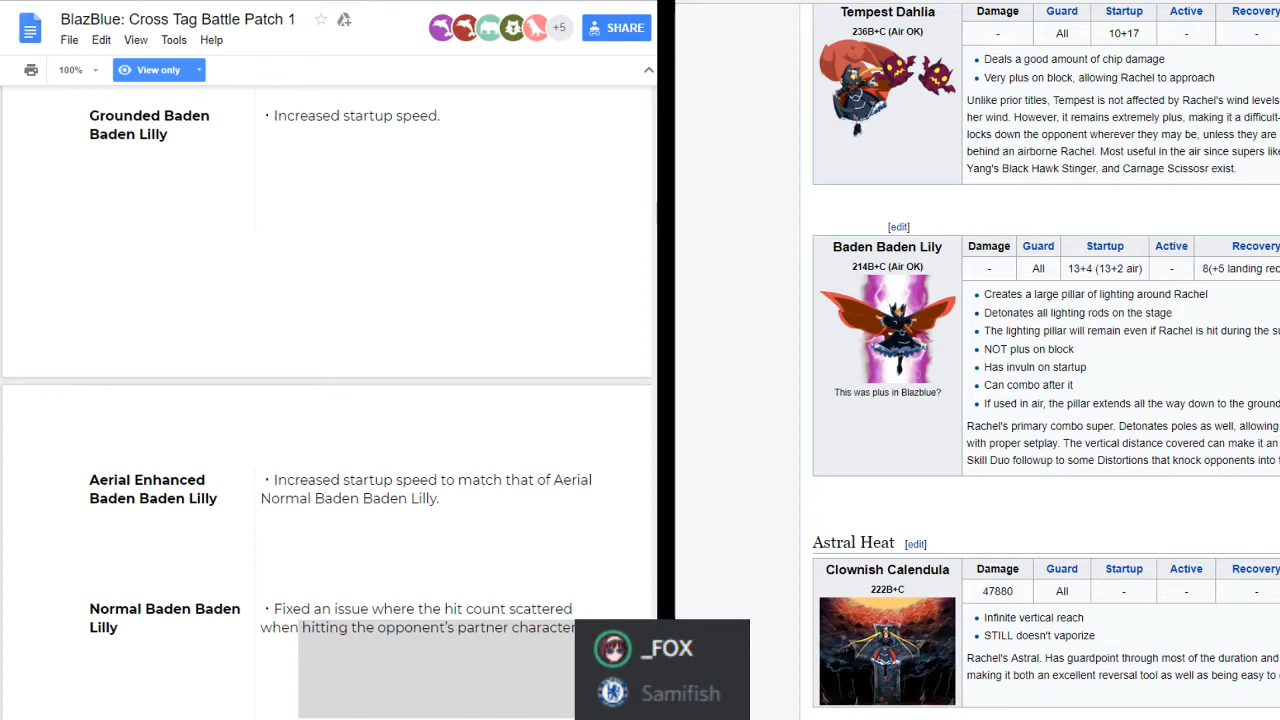 BlazBlue: Cross Tag Battle Patch 1
File Edit View Tools Help
+5
SHARE
100%
View only
Grounded Baden
Baden Lilly
・Increased startup speed.
Aerial Enhanced
Baden Baden Lilly
・Increased startup speed to match that of Aerial
Normal Baden Baden Lilly.
Normal Baden Baden
Lilly
・Fixed an issue where the hit count scattered
when hitting the opponent's partner character
_FOX
Samifish
Tempest Dahlia
236B+C (Air OK)
Damage Guard Startup Active Recovery
- All 10+17 - -
• Deals a good amount of chip damage
• Very plus on block, allowing Rachel to approach
Unlike prior titles, Tempest is not affected by Rachel's wind levels
her wind. However, it remains extremely plus, making it a difficult-
locks down the opponent wherever they may be, unless they are
behind an airborne Rachel. Most useful in the air since supers like
Yang's Black Hawk Stinger, and Carnage Scissosr exist.
[edit]
Baden Baden Lily
214B+C (Air OK)
This was plus in Blazblue?
Damage Guard Startup Active Recovery
- All 13+4 (13+2 air) - 8(+5 landing rec
• Creates a large pillar of lighting around Rachel
• Detonates all lighting rods on the stage
• The lighting pillar will remain even if Rachel is hit during the su
• NOT plus on block
• Has invuln on startup
• Can combo after it
• If used in air, the pillar extends all the way down to the ground
Rachel's primary combo super. Detonates poles as well, allowing
with proper setplay. The vertical distance covered can make it an
Skill Duo followup to some Distortions that knock opponents into
Astral Heat [edit]
Clownish Calendula
222B+C
Damage Guard Startup Active Recovery
47880 All - - -
• Infinite vertical reach
• STILL doesn't vaporize
Rachel's Astral. Has guardpoint through most of the duration and
making it both an excellent reversal tool as well as being easy to